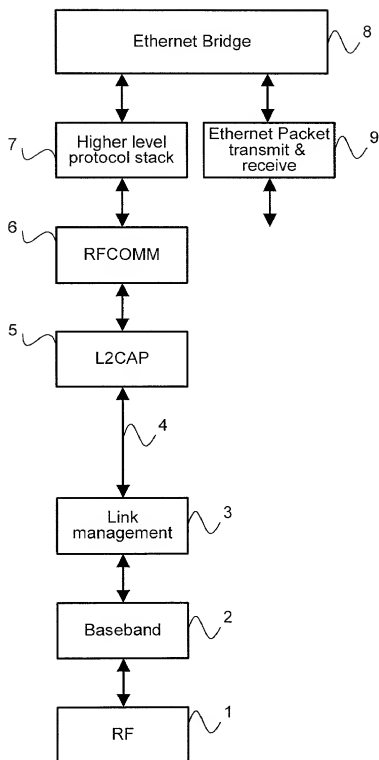 Ethernet Bridge
8
7
Higher level
protocol stack
Ethernet Packet
transmit &
receive
9
6
RFCOMM
5
L2CAP
4
Link
management
3
Baseband
2
RF
1